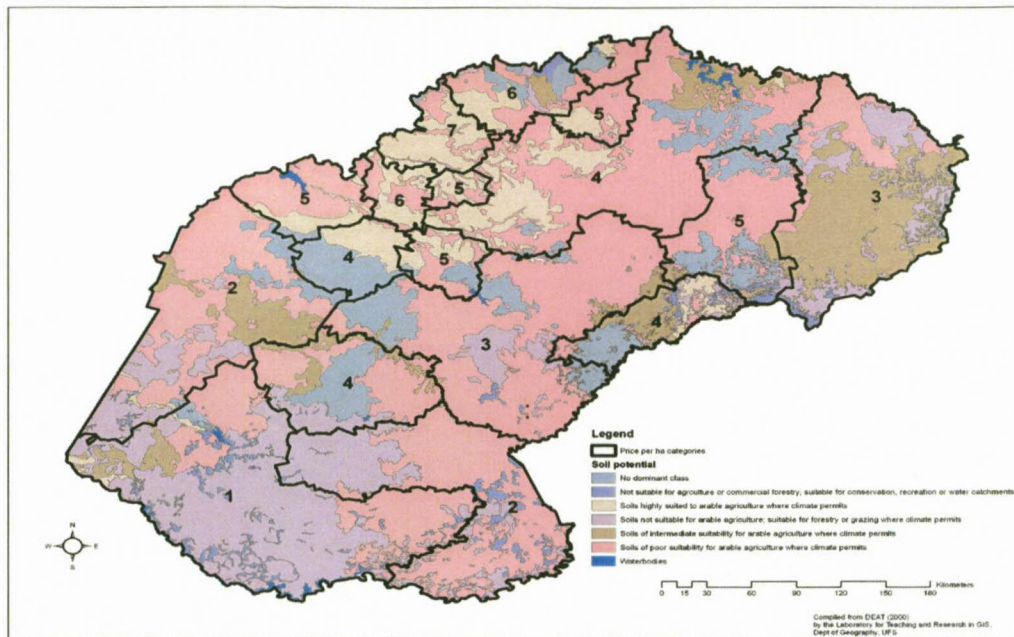 7
6
5
7
4
3
5
6
5
5
4
5
2
4
3
4
1
2
Legend
Price per ha categories
Soil potential
No dominant class
Not suitable for agriculture or commercial forestry, suitable for conservation, recreation or water catchments
Soils highly suited to arable agriculture where climate permits
Soils not suitable for arable agriculture; suitable for forestry or grazing where climate permits
Soils of intermediate suitability for arable agriculture where climate permits
Soils of poor suitability for arable agriculture where climate permits
Waterbodies
N
W E
S
Kilometers
0 15 30 60 90 120 150 180
Compiled from DEAT (2000)
by the Laboratory for Teaching and Research in GIS,
Dept of Geography, UFS